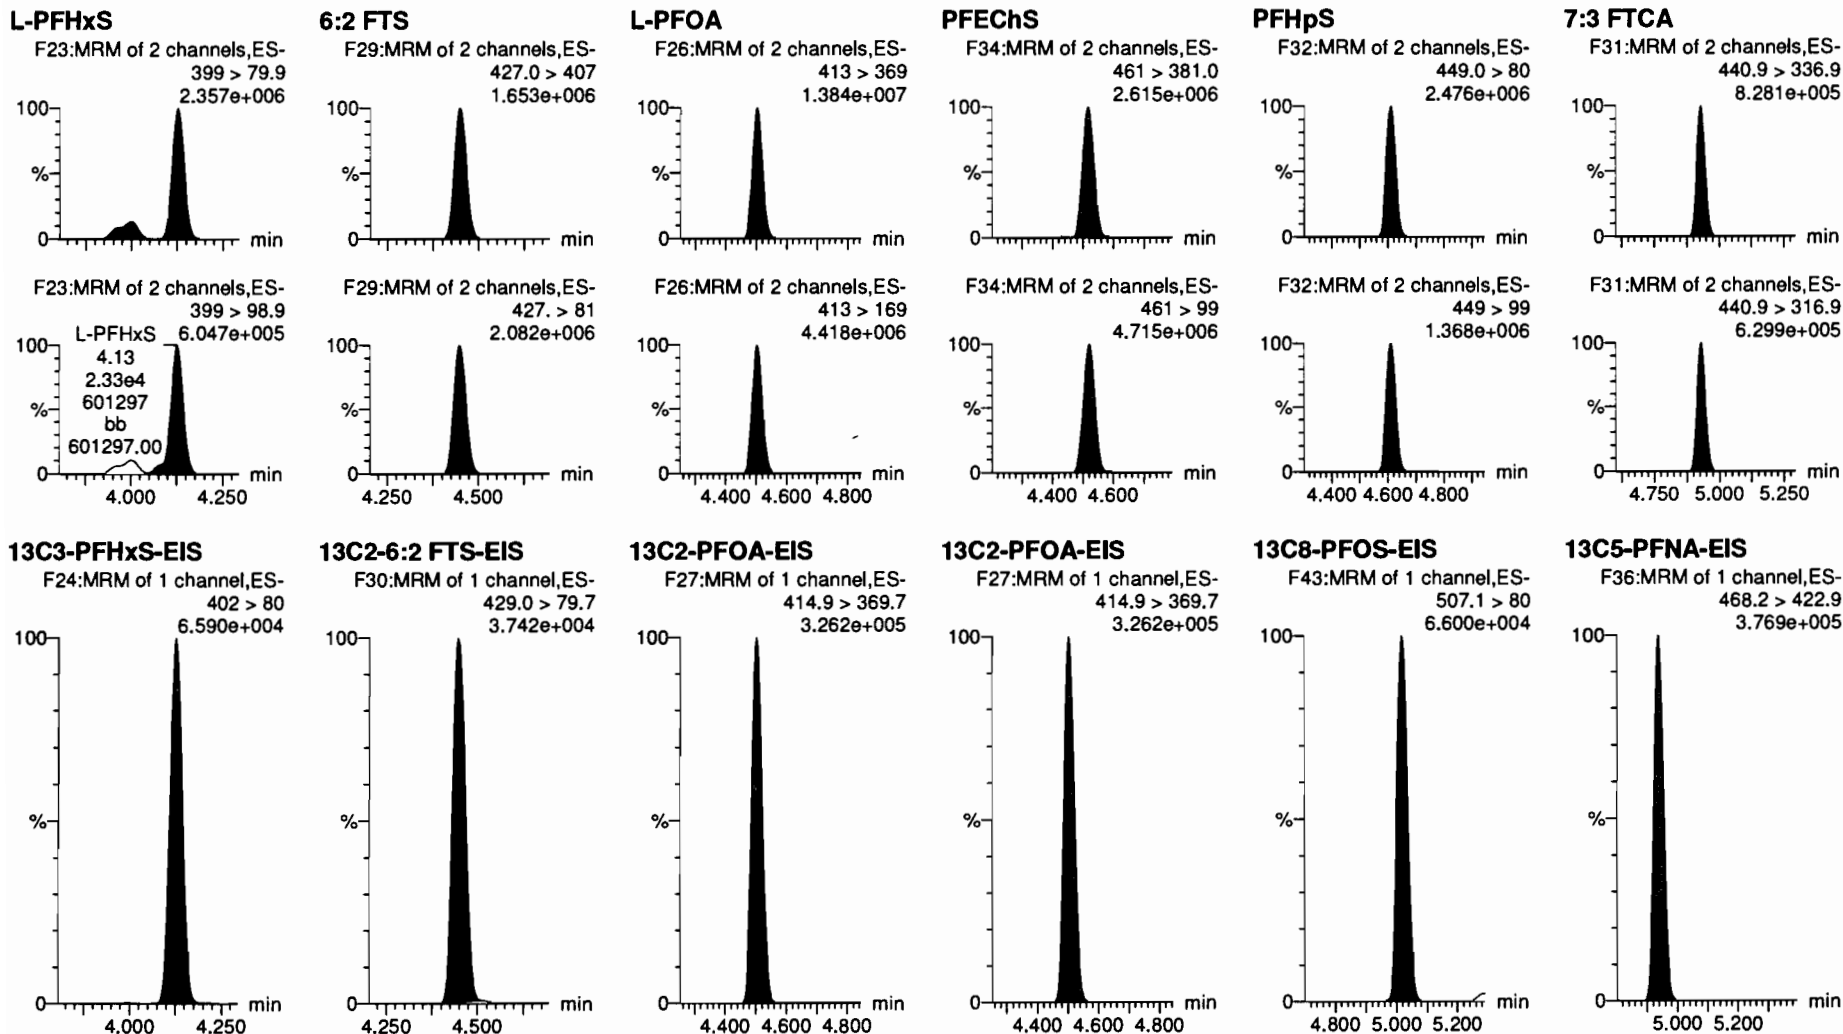 L-PFHxS
F23:MRM of 2 channels,ES-
399 > 79.9
2.357e+006
100
%
0
min
6:2 FTS
F29:MRM of 2 channels,ES-
427.0 > 407
1.653e+006
100
%
0
min
L-PFOA
F26:MRM of 2 channels,ES-
413 > 369
1.384e+007
100
%
0
min
PFEChS
F34:MRM of 2 channels,ES-
461 > 381.0
2.615e+006
100
%
0
min
PFHpS
F32:MRM of 2 channels,ES-
449.0 > 80
2.476e+006
100
%
0
min
7:3 FTCA
F31:MRM of 2 channels,ES-
440.9 > 336.9
8.281e+005
100
%
0
min
F23:MRM of 2 channels,ES-
399 > 98.9
6.047e+005
L-PFHxS
4.13
2.33e4
601297
bb
601297.00
100
%
0
min
4.000 4.250
F29:MRM of 2 channels,ES-
427. > 81
2.082e+006
100
%
0
min
4.250 4.500
F26:MRM of 2 channels,ES-
413 > 169
4.418e+006
100
%
0
min
4.400 4.600 4.800
F34:MRM of 2 channels,ES-
461 > 99
4.715e+006
100
%
0
min
4.400 4.600
F32:MRM of 2 channels,ES-
449 > 99
1.368e+006
100
%
0
min
4.400 4.600 4.800
F31:MRM of 2 channels,ES-
440.9 > 316.9
6.299e+005
100
%
0
min
4.750 5.000 5.250
13C3-PFHxS-EIS
F24:MRM of 1 channel,ES-
402 > 80
6.590e+004
100
%
0
min
4.000 4.250
13C2-6:2 FTS-EIS
F30:MRM of 1 channel,ES-
429.0 > 79.7
3.742e+004
100
%
0
min
4.250 4.500
13C2-PFOA-EIS
F27:MRM of 1 channel,ES-
414.9 > 369.7
3.262e+005
100
%
0
min
4.400 4.600 4.800
13C2-PFOA-EIS
F27:MRM of 1 channel,ES-
414.9 > 369.7
3.262e+005
100
%
0
min
4.400 4.600 4.800
13C8-PFOS-EIS
F43:MRM of 1 channel,ES-
507.1 > 80
6.600e+004
100
%
0
min
4.800 5.000 5.200
13C5-PFNA-EIS
F36:MRM of 1 channel,ES-
468.2 > 422.9
3.769e+005
100
%
0
min
5.000 5.200